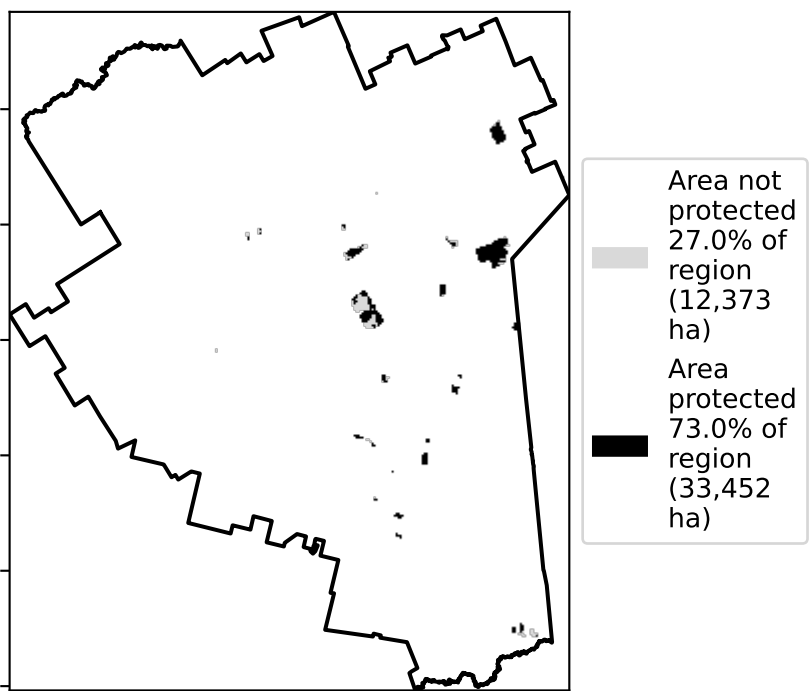 Area not
protected
27.0% of
region
(12,373
ha)
Area
protected
73.0% of
region
(33,452
ha)